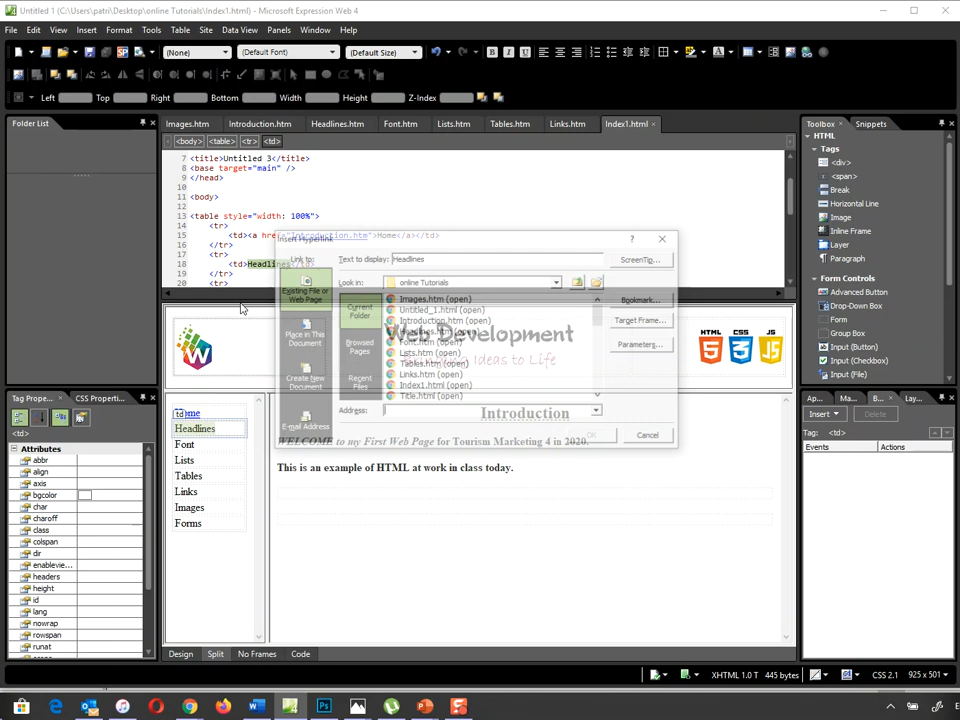 Untitled 1 (C:\Users\patri\Desktop\online Tutorials\Index1.html) - Microsoft Expression Web 4
File Edit View Insert Format Tools Table Site Data View Panels Window Help
(None) (Default Font) (Default Size)
Left Top Right Bottom Width Height Z-Index
Folder List
Images.htm Introduction.htm Headlines.htm Font.htm Lists.htm Tables.htm Links.htm Index1.html
<body> <table> <tr> <td>
7 <title>Untitled 3</title>
8 <base target="main" />
9 </head>
10
11 <body>
12
13 <table style="width: 100%">
14 <tr>
15 <td><a href="Introduction.htm">Home</a></td>
16 </tr>
17 <tr>
18 <td>Headlines</td>
19 </tr>
20 <tr>
Insert Hyperlink
Link to: Text to display: Headlines ScreenTip...
Existing File or Web Page
Look in: online Tutorials
Place in This Document
Create New Document
E-mail Address
Current Folder
Browsed Pages
Recent Files
Images.htm (open)
Untitled_1.html (open)
Introduction.htm (open)
Font.htm (open)
Lists.htm (open)
Tables.htm (open)
Links.htm (open)
Index1.html (open)
Title.html (open)
Address:
Bookmark...
Target Frame...
Parameters...
OK Cancel
Web Development
Ideas to Life
HTML CSS JS
5 3 JS
td
Headlines
Font
Lists
Tables
Links
Images
Forms
Introduction
WELCOME to my First Web Page for Tourism Marketing 4 in 2020.
This is an example of HTML at work in class today.
Design Split No Frames Code
Toolbox Snippets
HTML
Tags
<div>
<span>
Break
Horizontal Line
Image
Inline Frame
Layer
Paragraph
Form Controls
Advanced Button
Drop-Down Box
Form
Group Box
Input (Button)
Input (Checkbox)
Input (File)
Ap... Ma... B... Lay...
Insert Delete
Tag: <td>
Events Actions
Tag Prope... CSS Properti...
<td>
Attributes
abbr
align
axis
bgcolor
char
charoff
class
colspan
dir
enablevie...
headers
height
id
lang
nowrap
rowspan
runat
XHTML 1.0 T 445 bytes CSS 2.1 925 x 501